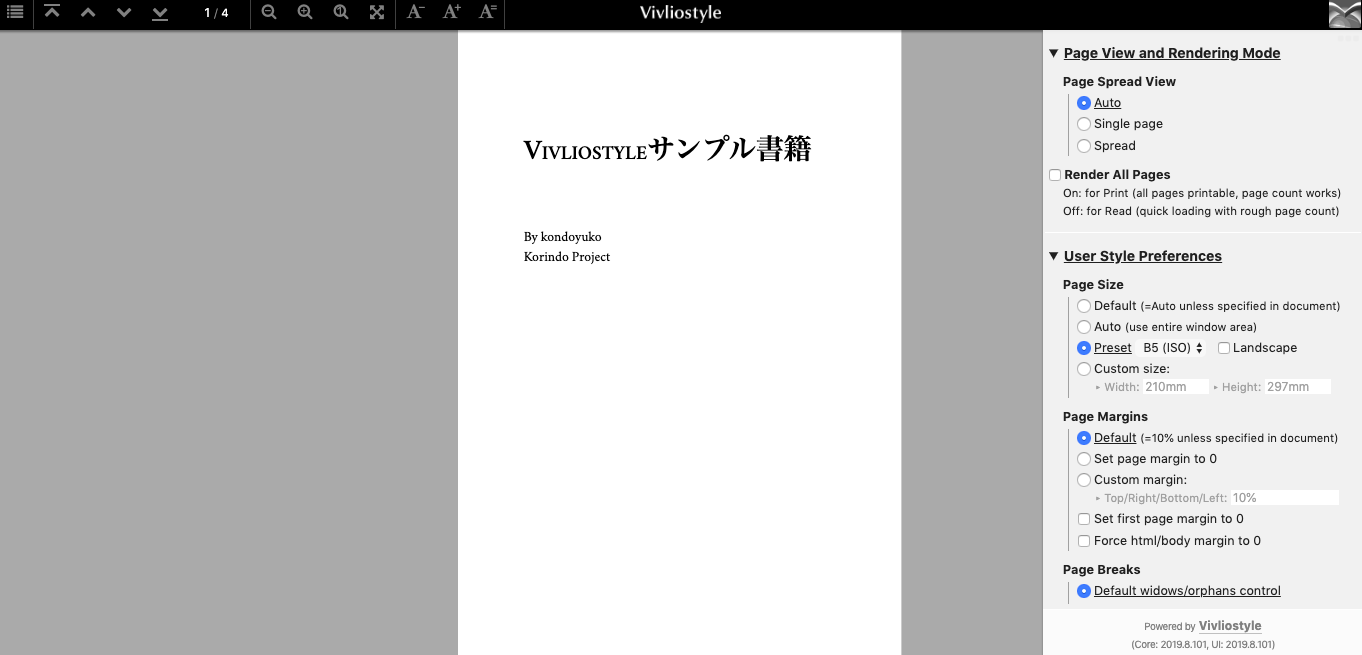 1 / 4
A− A+ A=
Vivliostyle
Vivliostyleサンプル書籍
By kondoyuko
Korindo Project
▼ Page View and Rendering Mode
Page Spread View
Auto
Single page
Spread
Render All Pages
On: for Print (all pages printable, page count works)
Off: for Read (quick loading with rough page count)
▼ User Style Preferences
Page Size
Default (=Auto unless specified in document)
Auto (use entire window area)
Preset B5 (ISO) Landscape
Custom size:
▸ Width: 210mm ▸ Height: 297mm
Page Margins
Default (=10% unless specified in document)
Set page margin to 0
Custom margin:
▸ Top/Right/Bottom/Left: 10%
Set first page margin to 0
Force html/body margin to 0
Page Breaks
Default widows/orphans control
Powered by Vivliostyle
(Core: 2019.8.101, UI: 2019.8.101)